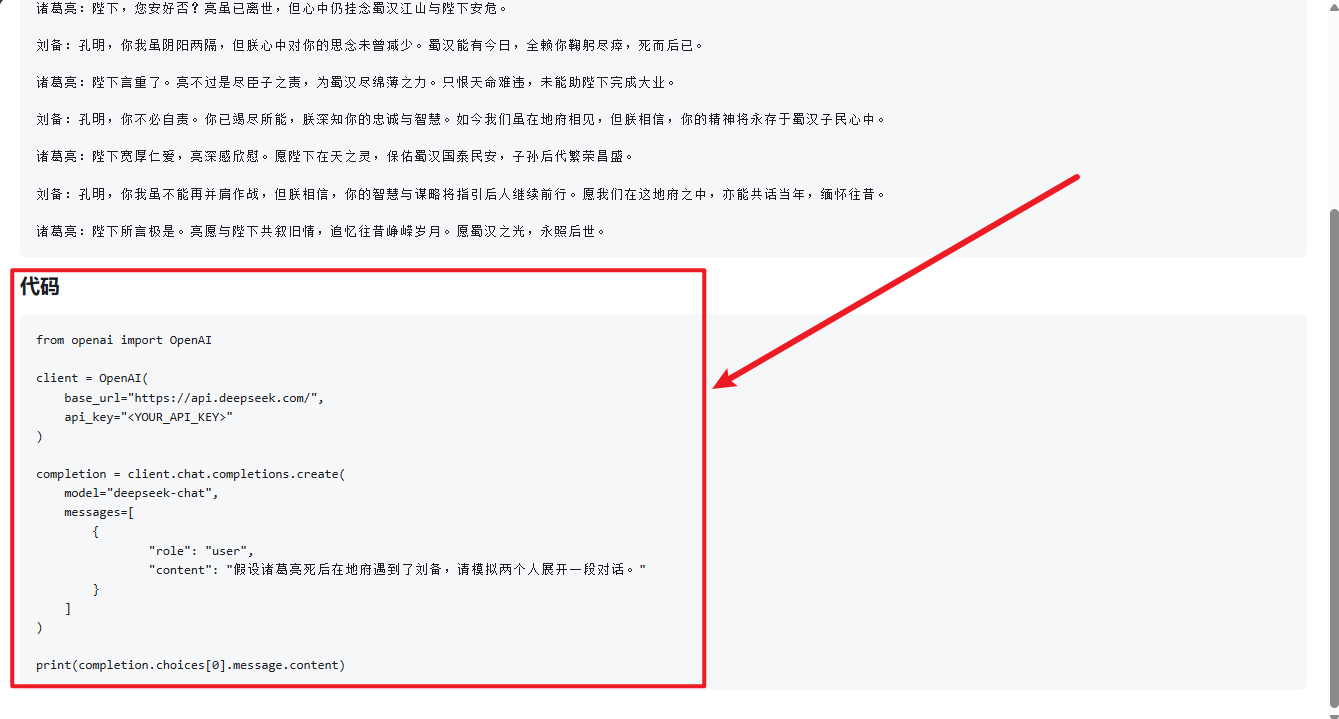 诸葛亮：陛下，您安好否？亮虽已离世，但心中仍挂念蜀汉江山与陛下安危。
刘备：孔明，你我虽阴阳两隔，但朕心中对你的思念未曾减少。蜀汉能有今日，全赖你鞠躬尽瘁，死而后已。
诸葛亮：陛下言重了。亮不过是尽臣子之责，为蜀汉尽绵薄之力。只恨天命难违，未能助陛下完成大业。
刘备：孔明，你不必自责。你已竭尽所能，朕深知你的忠诚与智慧。如今我们虽在地府相见，但朕相信，你的精神将永存于蜀汉子民心中。
诸葛亮：陛下宽厚仁爱，亮深感欣慰。愿陛下在天之灵，保佑蜀汉国泰民安，子孙后代繁荣昌盛。
刘备：孔明，你我虽不能再并肩作战，但朕相信，你的智慧与谋略将指引后人继续前行。愿我们在这地府之中，亦能共话当年，缅怀往昔。
诸葛亮：陛下所言极是。亮愿与陛下共叙旧情，追忆往昔峥嵘岁月。愿蜀汉之光，永照后世。
代码
from openai import OpenAI
client = OpenAI(
    base_url="https://api.deepseek.com/",
    api_key="<YOUR_API_KEY>"
)
completion = client.chat.completions.create(
    model="deepseek-chat",
    messages=[
        {
                "role": "user",
                "content": "假设诸葛亮死后在地府遇到了刘备，请模拟两个人展开一段对话。"
        }
    ]
)
print(completion.choices[0].message.content)